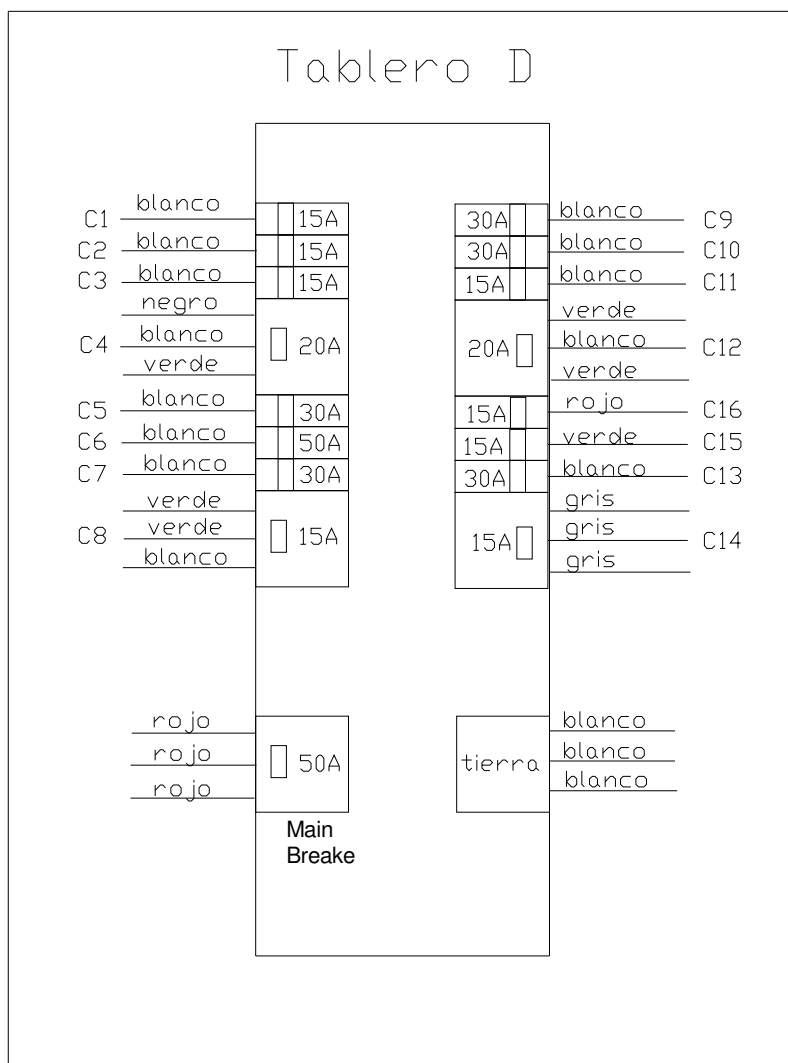 Tablero D
blanco
C1 15A
blanco
C2 15A
blanco
C3 15A
negro
blanco
C4 20A
verde
blanco
C5 30A
blanco
C6 50A
blanco
C7 30A
verde
verde
C8 15A
blanco
30A blanco C9
30A blanco C10
15A blanco C11
verde
20A blanco C12
verde
15A rojo C16
15A verde C15
30A blanco C13
gris
15A gris C14
gris
rojo
rojo 50A
rojo
Main
Breake
blanco
tierra blanco
blanco